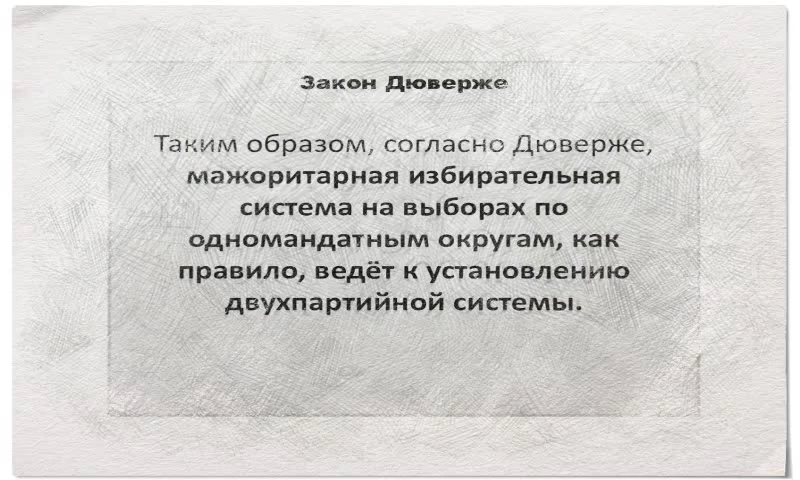 Закон Дюверже
Таким образом, согласно Дюверже,
мажоритарная избирательная
система на выборах по
одномандатным округам, как
правило, ведёт к установлению
двухпартийной системы.